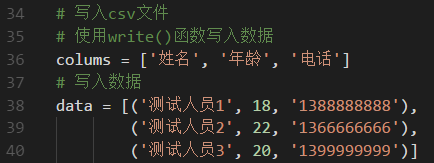 34 # 写入csv文件
35 # 使用write()函数写入数据
36 colums = ['姓名', '年龄', '电话']
37 # 写入数据
38 data = [('测试人员1', 18, '1388888888'),
39 ('测试人员2', 22, '1366666666'),
40 ('测试人员3', 20, '1399999999')]